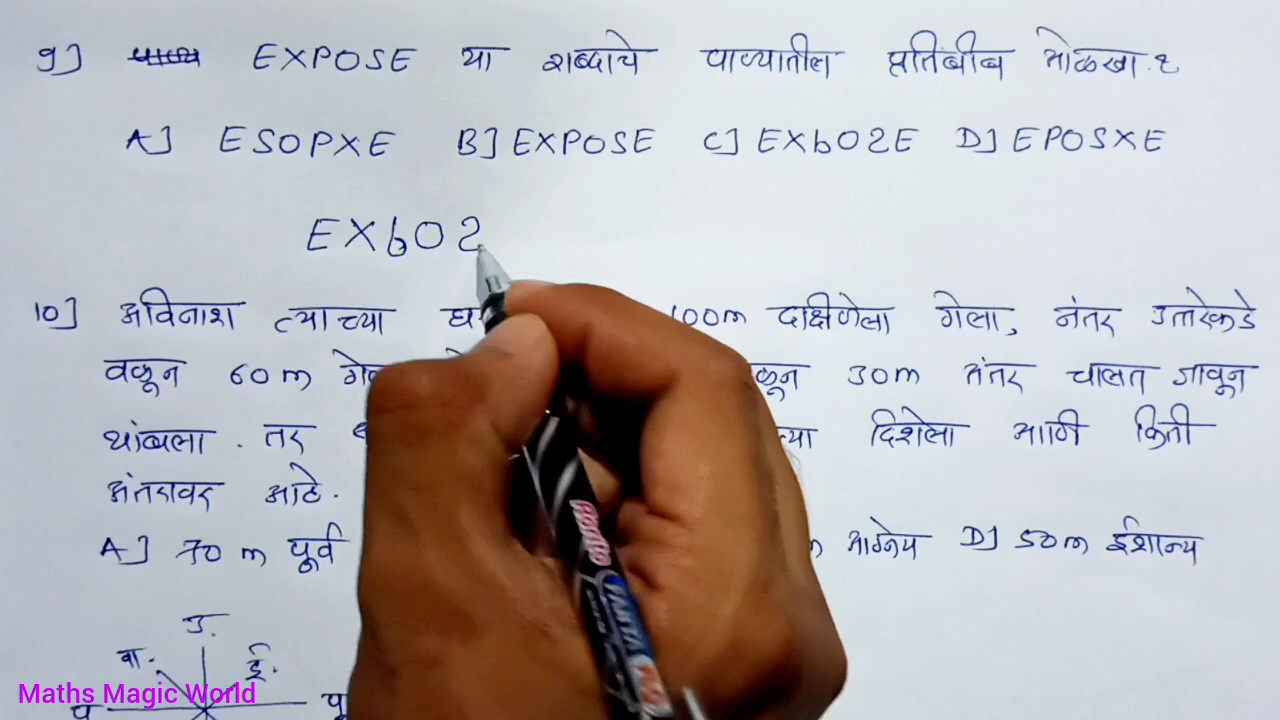 9] EXPOSE या शब्दाचे पाण्यातील प्रतिबीब ओळखा.?
A] ESOPXE B] EXPOSE C] EXbO2E D] EPOSXE
EXbO2
10] अविनाश त्याच्या 100m दाक्षीणेला गेला, नंतर उत्तरेकडे
वळून 60m 30m अंतर चालत जावून
थांबला. तर दिशेला आणि किती
अंतरावर आहे.
A] 70m पूर्व आग्नेय D] 50m ईशान्य
उ.
वा. ई.
प
Maths Magic World